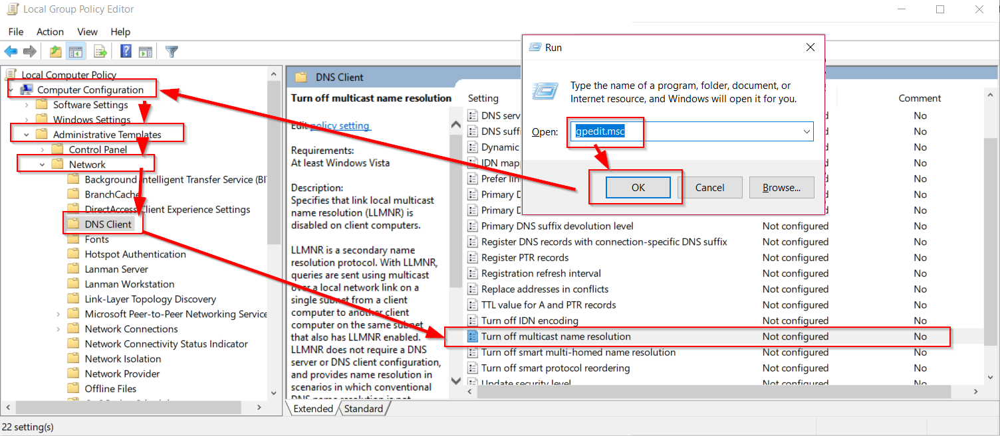 Local Group Policy Editor
File Action View Help
Local Computer Policy
Computer Configuration
Software Settings
Windows Settings
Administrative Templates
Control Panel
Network
Background Intelligent Transfer Service (BI
BranchCache
DirectAccess Client Experience Settings
DNS Client
Fonts
Hotspot Authentication
Lanman Server
Lanman Workstation
Link-Layer Topology Discovery
Microsoft Peer-to-Peer Networking Service
Network Connections
Network Connectivity Status Indicator
Network Isolation
Network Provider
Offline Files
DNS Client
Turn off multicast name resolution
Edit policy setting
Requirements:
At least Windows Vista
Description:
Specifies that link local multicast
name resolution (LLMNR) is
disabled on client computers.
LLMNR is a secondary name
resolution protocol. With LLMNR,
queries are sent using multicast
over a local network link on a
single subnet from a client
computer to another client
computer on the same subnet
that also has LLMNR enabled.
LLMNR does not require a DNS
server or DNS client configuration,
and provides name resolution in
scenarios in which conventional
DNS name resolution is not
Extended Standard
Setting Comment
DNS serv No
DNS suffi No
Dynamic No
IDN map No
Prefer lin No
Primary D No
Primary D No
Primary DNS suffix devolution level Not configured No
Register DNS records with connection-specific DNS suffix Not configured No
Register PTR records Not configured No
Registration refresh interval Not configured No
Replace addresses in conflicts Not configured No
TTL value for A and PTR records Not configured No
Turn off IDN encoding Not configured No
Turn off multicast name resolution Not configured No
Turn off smart multi-homed name resolution Not configured No
Turn off smart protocol reordering Not configured No
Update security level Not configured No
Run
Type the name of a program, folder, document, or
Internet resource, and Windows will open it for you.
Open: gpedit.msc
OK Cancel Browse...
22 setting(s)